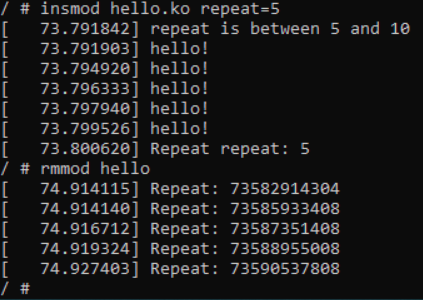 / # insmod hello.ko repeat=5
[   73.791842] repeat is between 5 and 10
[   73.791903] hello!
[   73.794920] hello!
[   73.796333] hello!
[   73.797940] hello!
[   73.799526] hello!
[   73.800620] Repeat repeat: 5
/ # rmmod hello
[   74.914115] Repeat: 73582914304
[   74.914140] Repeat: 73585933408
[   74.916712] Repeat: 73587351408
[   74.919324] Repeat: 73588955008
[   74.927403] Repeat: 73590537808
/ #